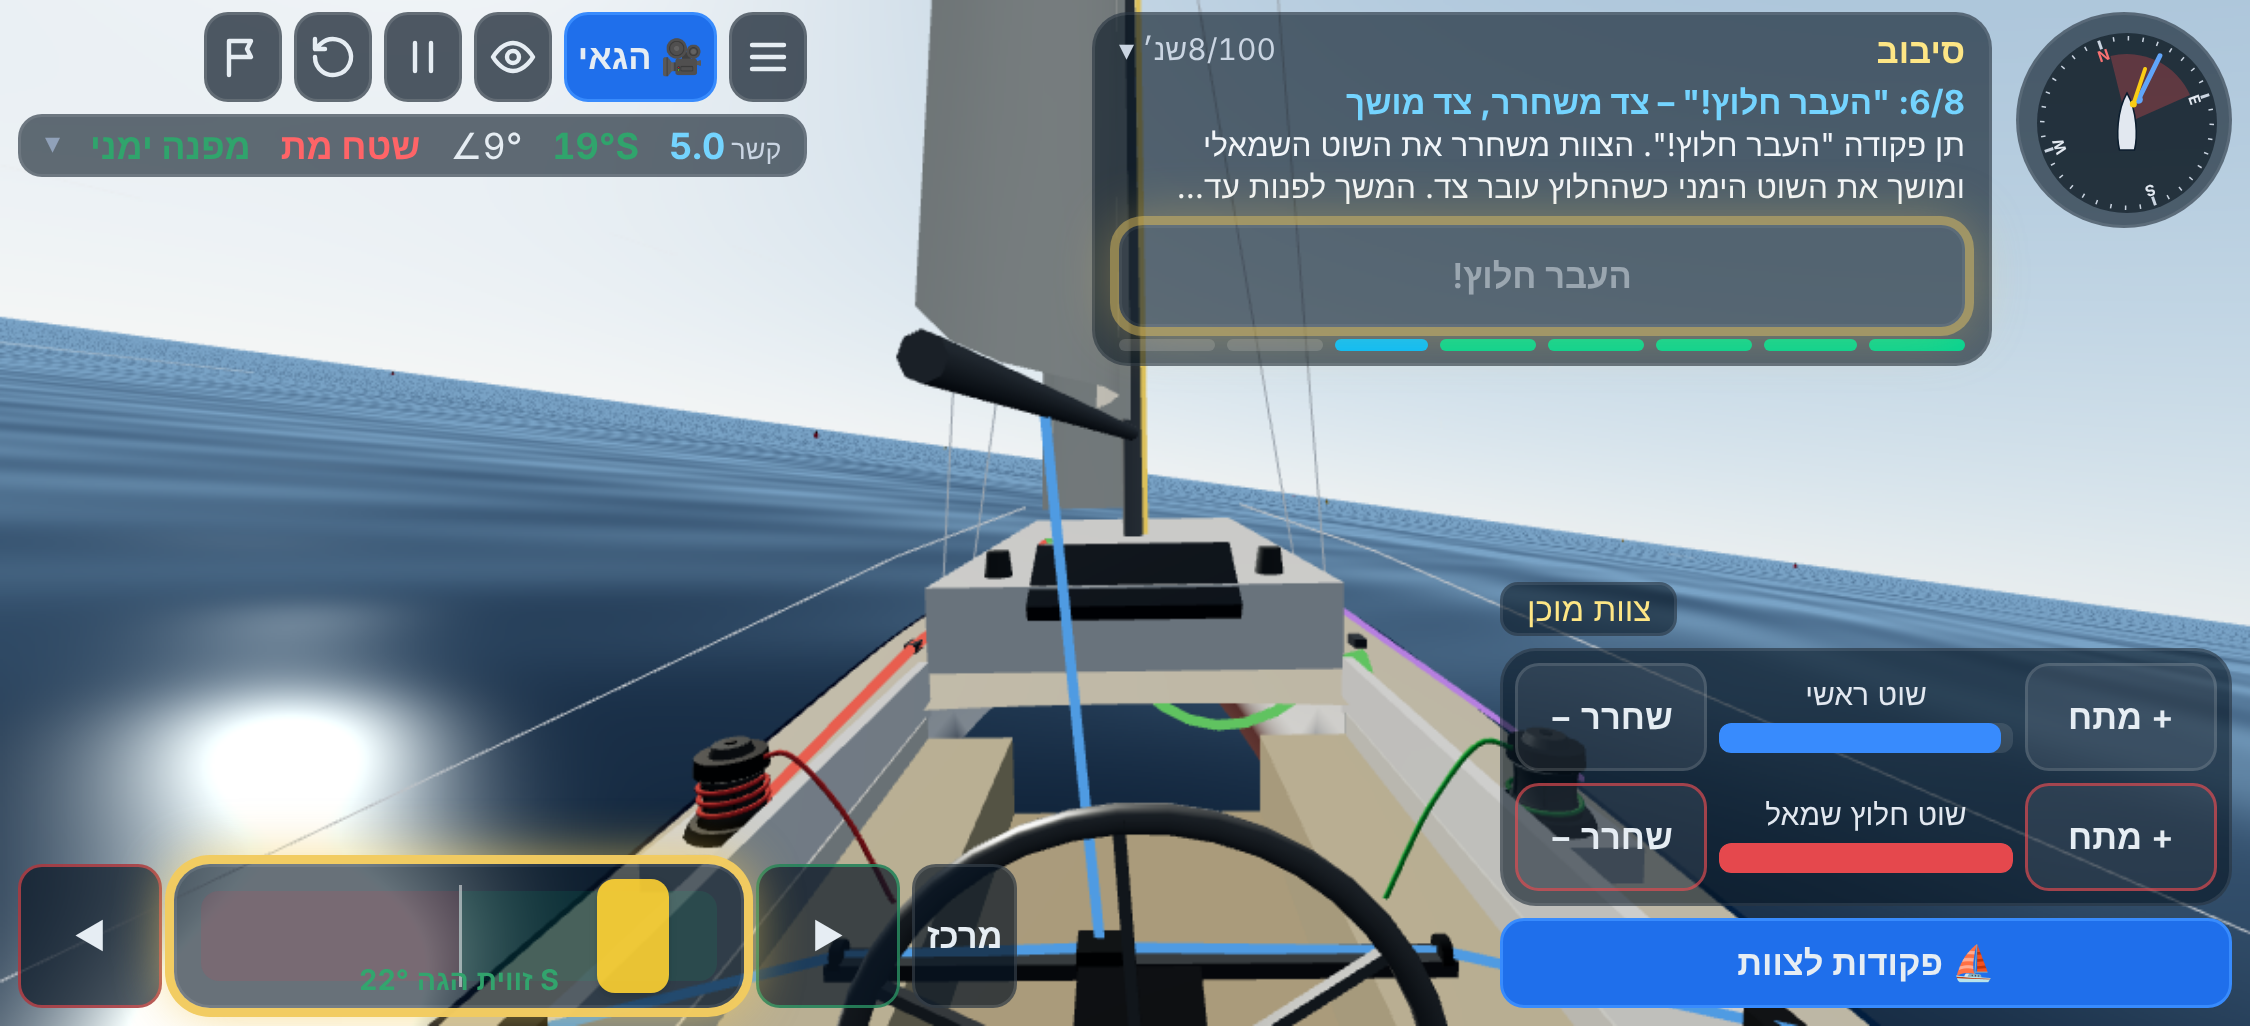 הגאי
קשר 5.0 19°S ∠9° שטח מת מפנה ימני ▼
סיבוב
8/100שנ׳ ▼
6/8: "העבר חלוץ!" – צד משחרר, צד מושך
תן פקודה "העבר חלוץ!". הצוות משחרר את השוט השמאלי
ומושך את השוט הימני כשהחלוץ עובר צד. המשך לפנות עד...
העבר חלוץ!
N
E
S
צוות מוכן
+ מתח
שוט ראשי
שחרר –
+ מתח
שוט חלוץ שמאל
שחרר –
פקודות לצוות
מרכז
זווית הגה 22° S